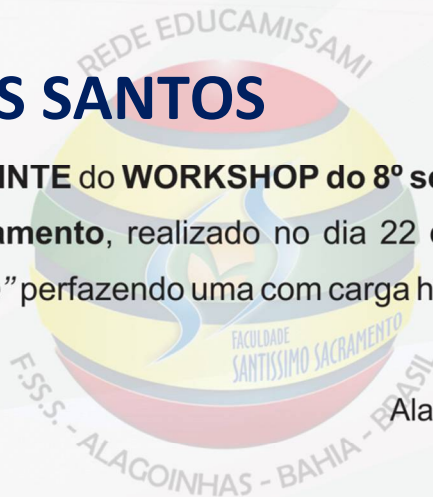 REDE EDUCAMISSAMI
S SANTOS
INTE do WORKSHOP do 8º se
amento, realizado no dia 22
” perfazendo uma com carga h
FACULDADE
SANTISSIMO SACRAMENTO
Ala
F.SS.S. - ALAGOINHAS - BAHIA - BRASIL